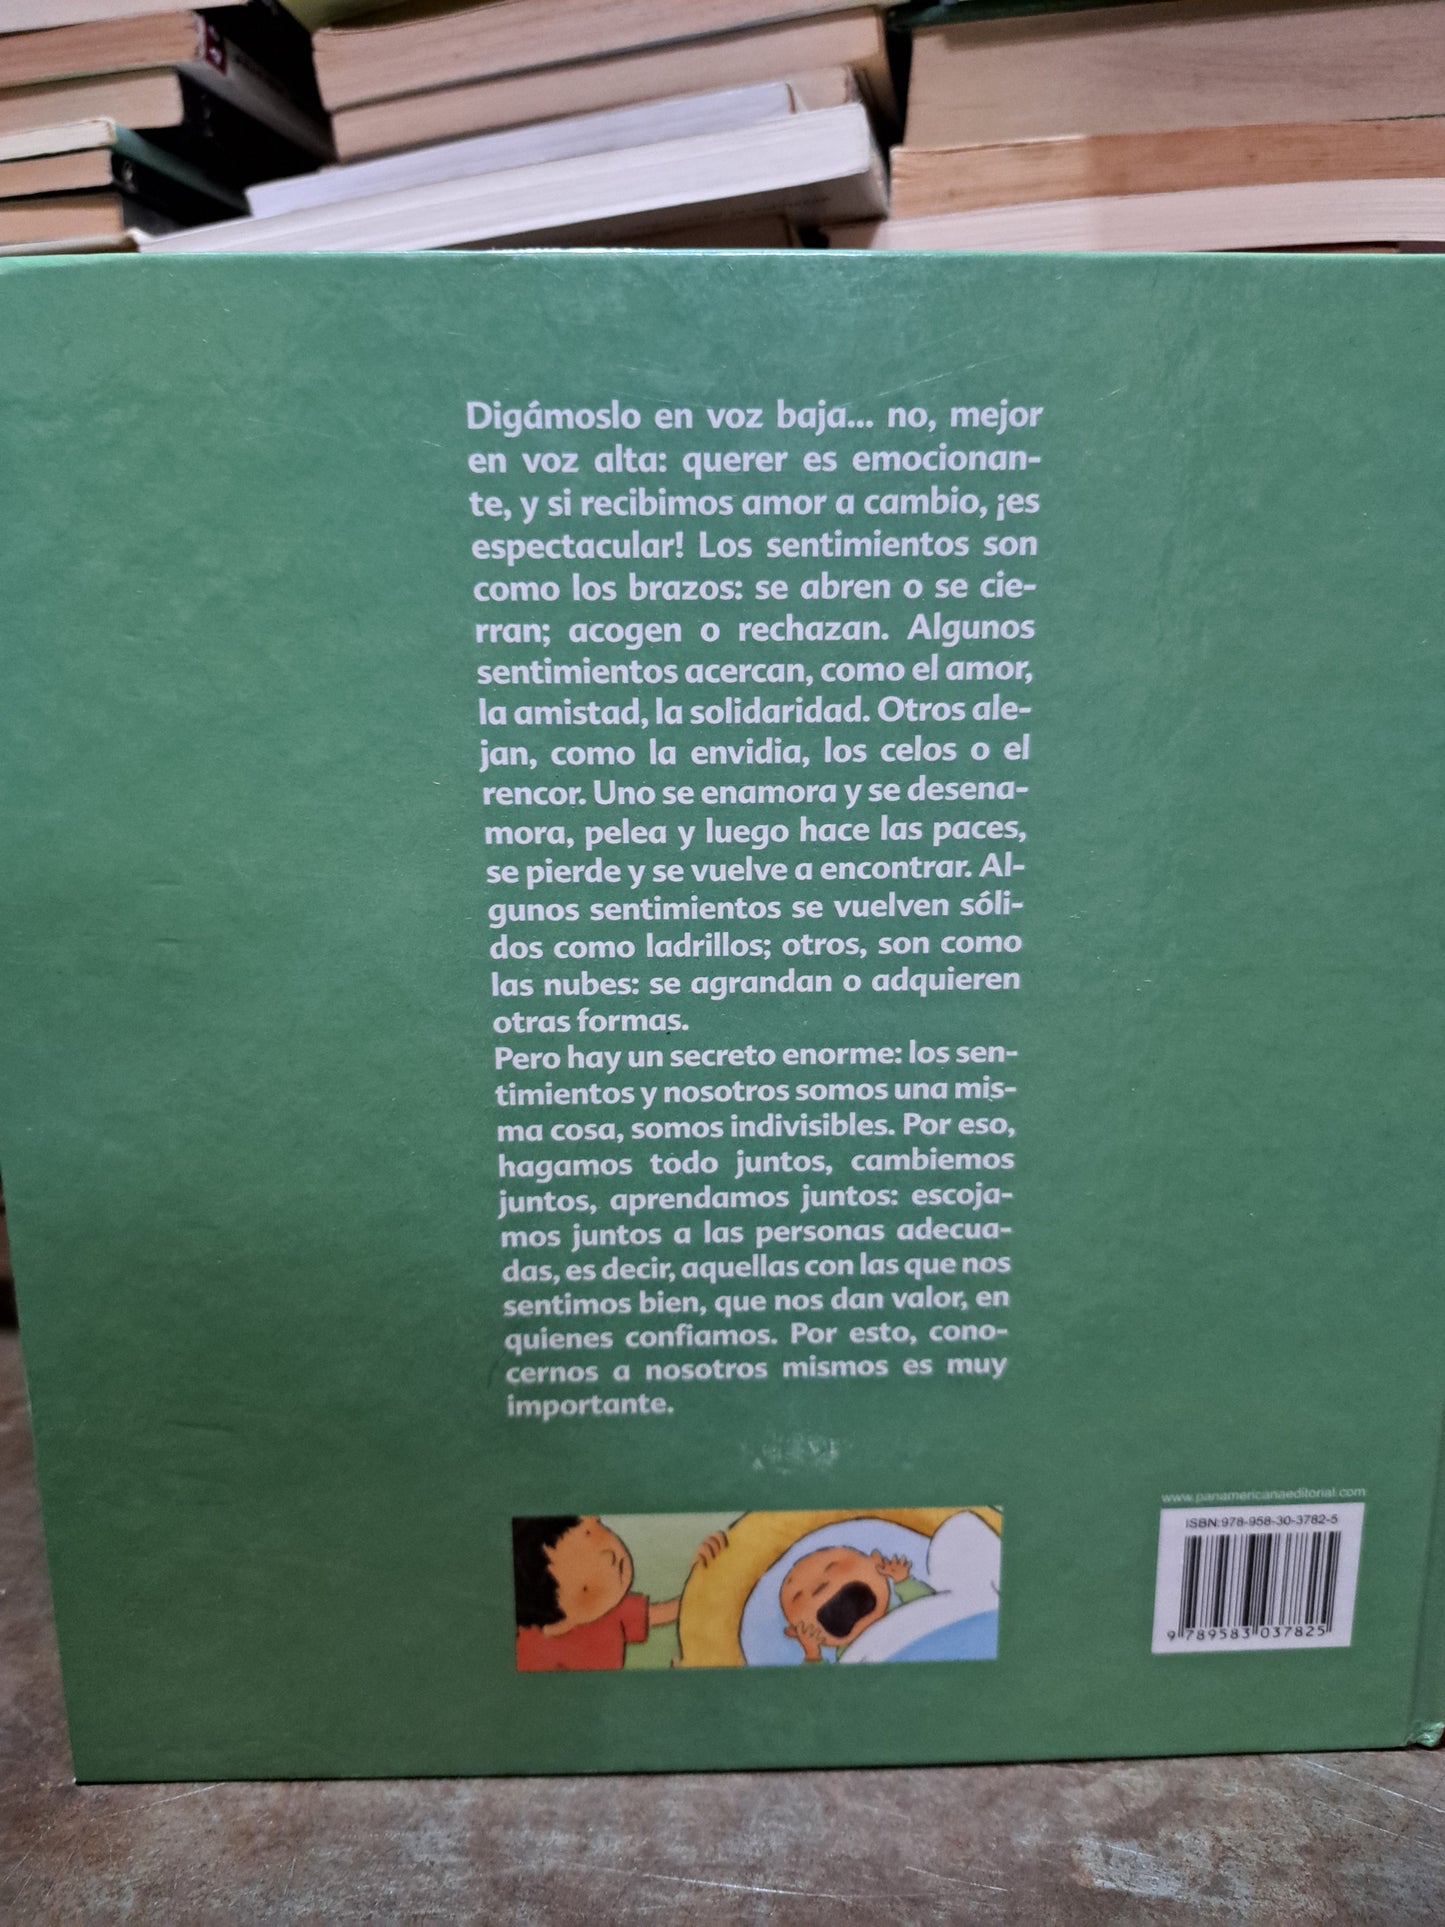 Digámoslo en voz baja... no, mejor
en voz alta: querer es emocionan-
te, y si recibimos amor a cambio, ¡es
espectacular! Los sentimientos son
como los brazos: se abren o se cie-
rran; acogen o rechazan. Algunos
sentimientos acercan, como el amor,
la amistad, la solidaridad. Otros ale-
jan, como la envidia, los celos o el
rencor. Uno se enamora y se desena-
mora, pelea y luego hace las paces,
se pierde y se vuelve a encontrar. Al-
gunos sentimientos se vuelven sóli-
dos como ladrillos; otros, son como
las nubes: se agrandan o adquieren
otras formas.
Pero hay un secreto enorme: los sen-
timientos y nosotros somos una mis-
ma cosa, somos indivisibles. Por eso,
hagamos todo juntos, cambiemos
juntos, aprendamos juntos: escoja-
mos juntos a las personas adecua-
das, es decir, aquellas con las que nos
sentimos bien, que nos dan valor, en
quienes confiamos. Por esto, cono-
cernos a nosotros mismos es muy
importante.
www.panamericanaeditorial.com
ISBN:978-958-30-3782-5
9 789583 037825